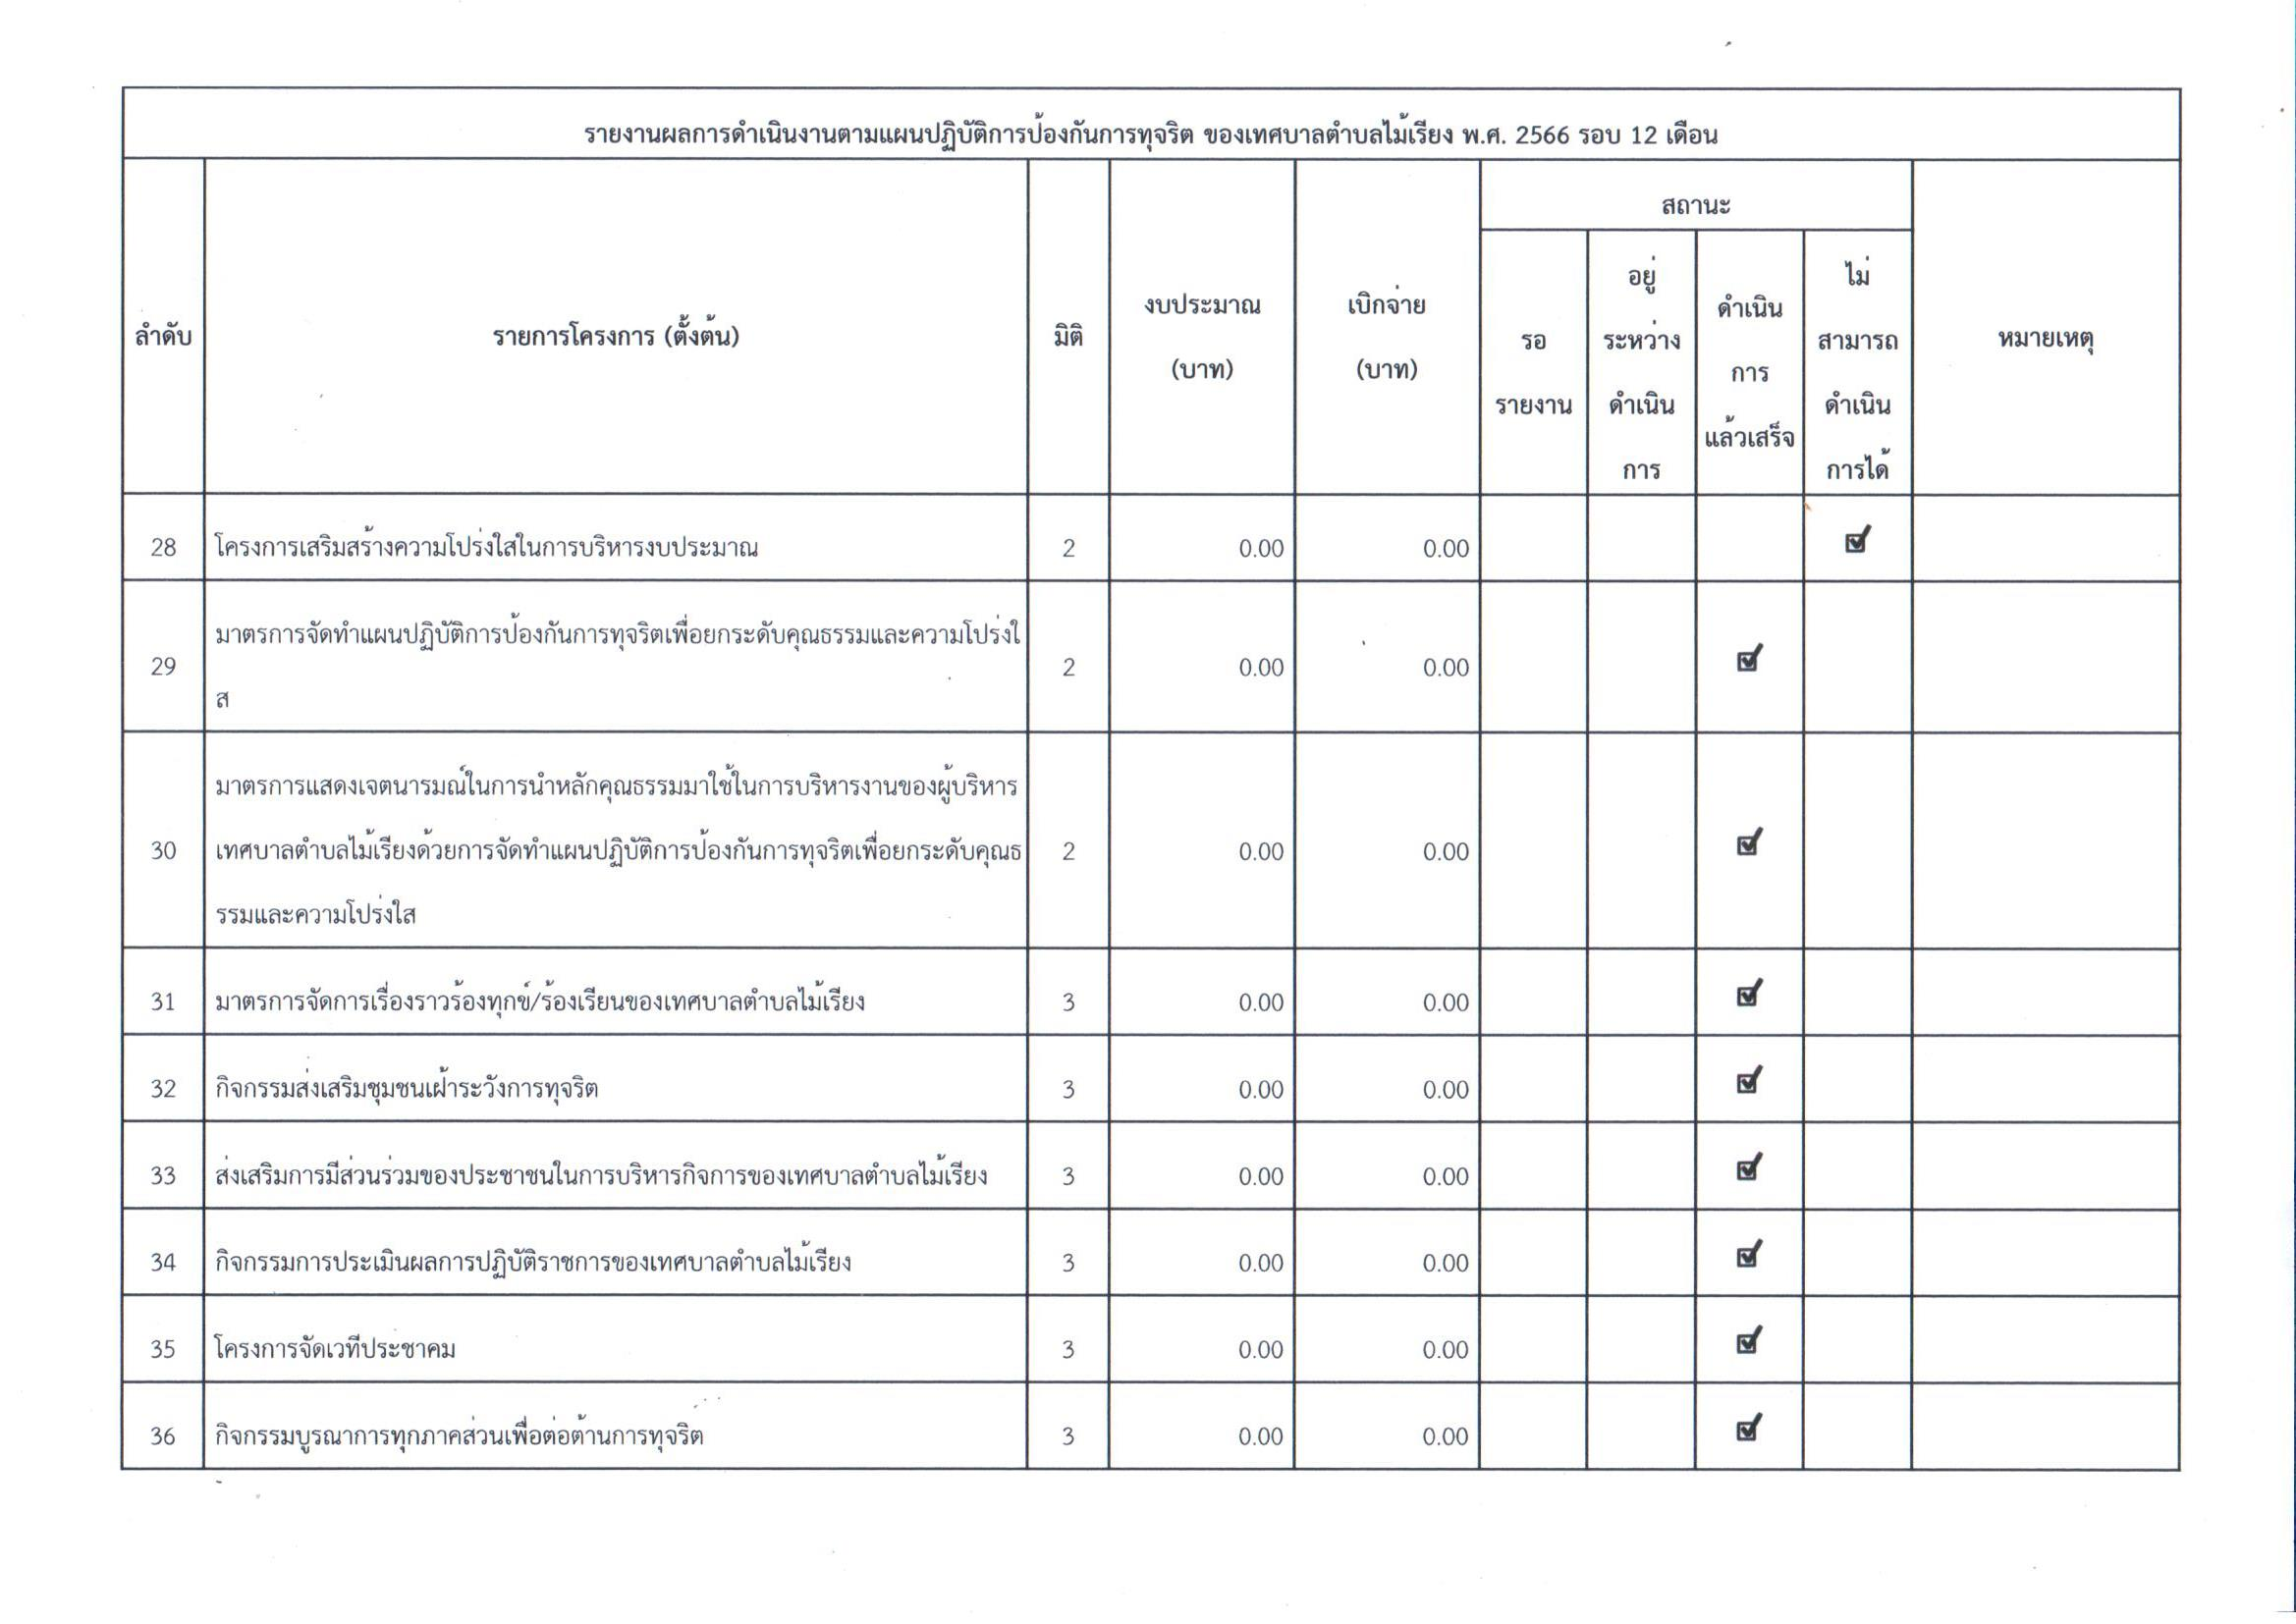 รายงานผลการดำเนินงานตามแผนปฏิบัติการป้องกันการทุจริต ของเทศบาลตำบลไม้เรียง พ.ศ. 2566 รอบ 12 เดือน
ลำดับ รายการโครงการ (ตั้งต้น) มิติ งบประมาณ (บาท) เบิกจ่าย (บาท) สถานะ หมายเหตุ
รอ รายงาน อยู่ ระหว่าง ดำเนิน การ ดำเนิน การ แล้วเสร็จ ไม่ สามารถ ดำเนิน การได้
28 โครงการเสริมสร้างความโปร่งใสในการบริหารงบประมาณ 2 0.00 0.00 ☑
29 มาตรการจัดทำแผนปฏิบัติการป้องกันการทุจริตเพื่อยกระดับคุณธรรมและความโปร่งใ
ส 2 0.00 0.00 ☑
30 มาตรการแสดงเจตนารมณ์ในการนำหลักคุณธรรมมาใช้ในการบริหารงานของผู้บริหาร
เทศบาลตำบลไม้เรียงด้วยการจัดทำแผนปฏิบัติการป้องกันการทุจริตเพื่อยกระดับคุณธ
รรมและความโปร่งใส 2 0.00 0.00 ☑
31 มาตรการจัดการเรื่องราวร้องทุกข์/ร้องเรียนของเทศบาลตำบลไม้เรียง 3 0.00 0.00 ☑
32 กิจกรรมส่งเสริมชุมชนเฝ้าระวังการทุจริต 3 0.00 0.00 ☑
33 ส่งเสริมการมีส่วนร่วมของประชาชนในการบริหารกิจการของเทศบาลตำบลไม้เรียง 3 0.00 0.00 ☑
34 กิจกรรมการประเมินผลการปฏิบัติราชการของเทศบาลตำบลไม้เรียง 3 0.00 0.00 ☑
35 โครงการจัดเวทีประชาคม 3 0.00 0.00 ☑
36 กิจกรรมบูรณาการทุกภาคส่วนเพื่อต่อต้านการทุจริต 3 0.00 0.00 ☑